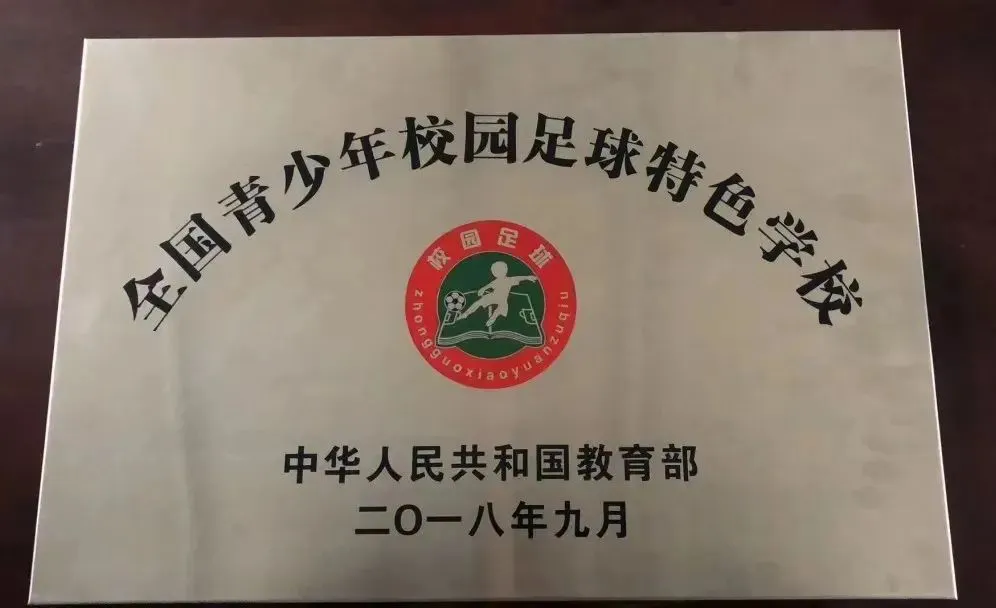 全国青少年校园足球特色学校
校园足球
zhongguoxiaoyuanzuqiu
中华人民共和国教育部
二〇一八年九月